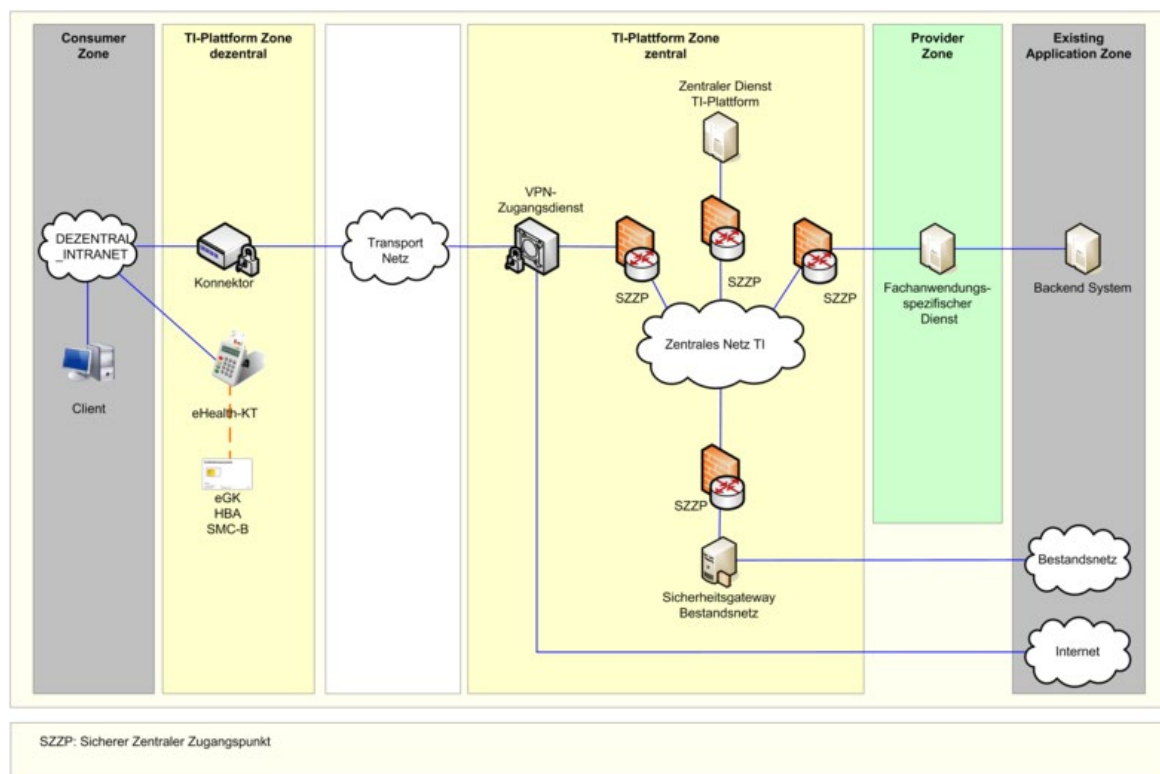 Consumer
Zone
TI-Plattform Zone
dezentral
TI-Plattform Zone
zentral
Provider
Zone
Existing
Application Zone
Zentraler Dienst
TI-Plattform
VPN-
Zugangsdienst
DEZENTRAL
_INTRANET
Konnektor
Transport
Netz
SZZP
SZZP
SZZP
Fachanwendungs-
spezifischer
Dienst
Backend System
Zentrales Netz TI
Client
eHealth-KT
eGK
HBA
SMC-B
SZZP
Sicherheitsgateway
Bestandsnetz
Bestandsnetz
Internet
SZZP: Sicherer Zentraler Zugangspunkt